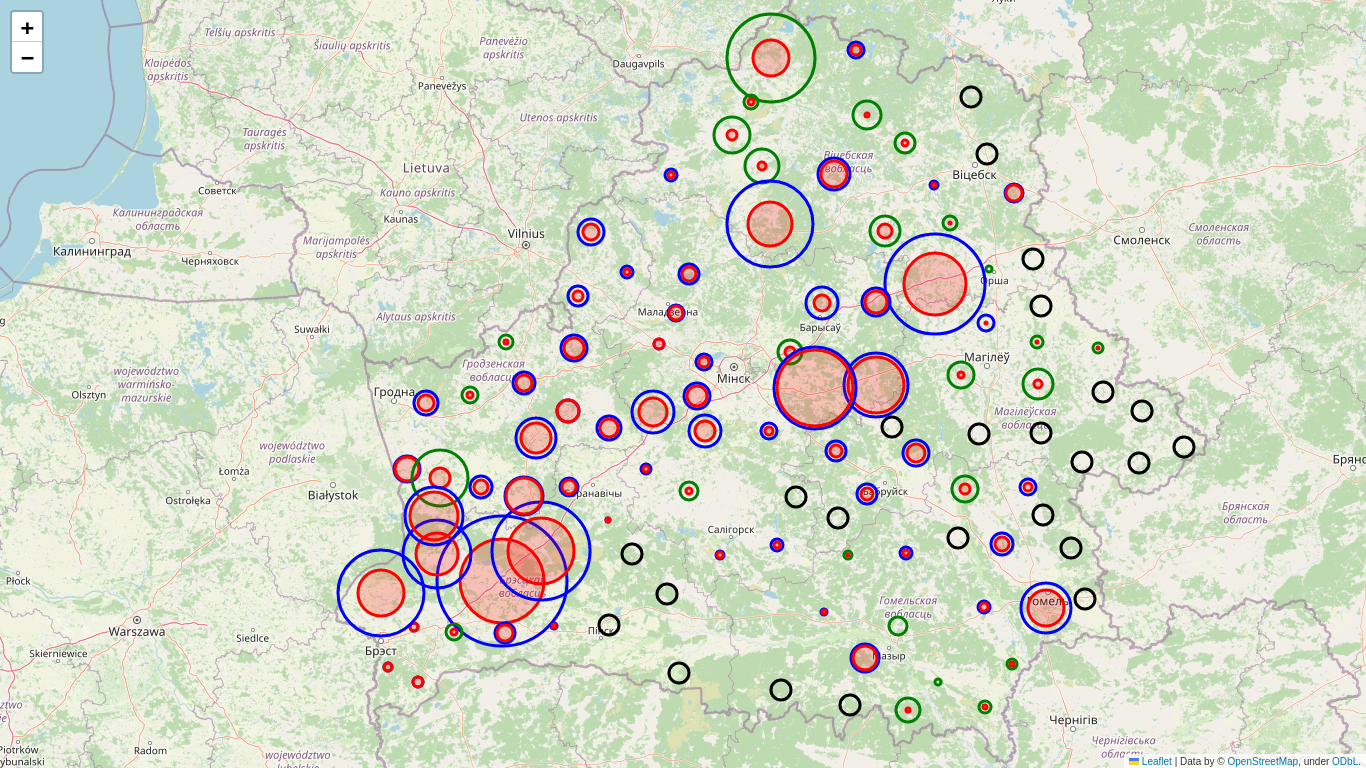 +
−
Telšių apskritis
Šiaulių apskritis
Panevėžio
apskritis
Klaipėdos
apskritis
Daugavpils
Panevėžys
Utenos apskritis
Tauragės
apskritis
Lietuva
Віцебская
вобласць
Віцебск
Советск
Kauno apskritis
Kaunas
Калининградская
область
Калининград
Черняховск
Marijampolės
apskritis
Vilnius
Смоленск
Смоленская
область
Орша
Alytaus apskritis
Маладзечна
Барысаў
Suwałki
Магілёў
Гродзенская
вобласць
Мінск
województwo
warmińsko-
mazurskie
Olsztyn
Гродна
Магілёўская
вобласць
województwo
podlaskie
Łomża
Białystok
Ostrołęka
Баранавічы
Бабруйск
Салігорск
Брянская
область
Płock
Брэсцкая
вобласць
Гомельская
вобласць
Гомель
Warszawa
Siedlce
Skierniewice
Брэст
Пінск
Мазыр
Чернігів
Чернігівська
область
Radom
województwo
Leaflet | Data by © OpenStreetMap, under ODbL.